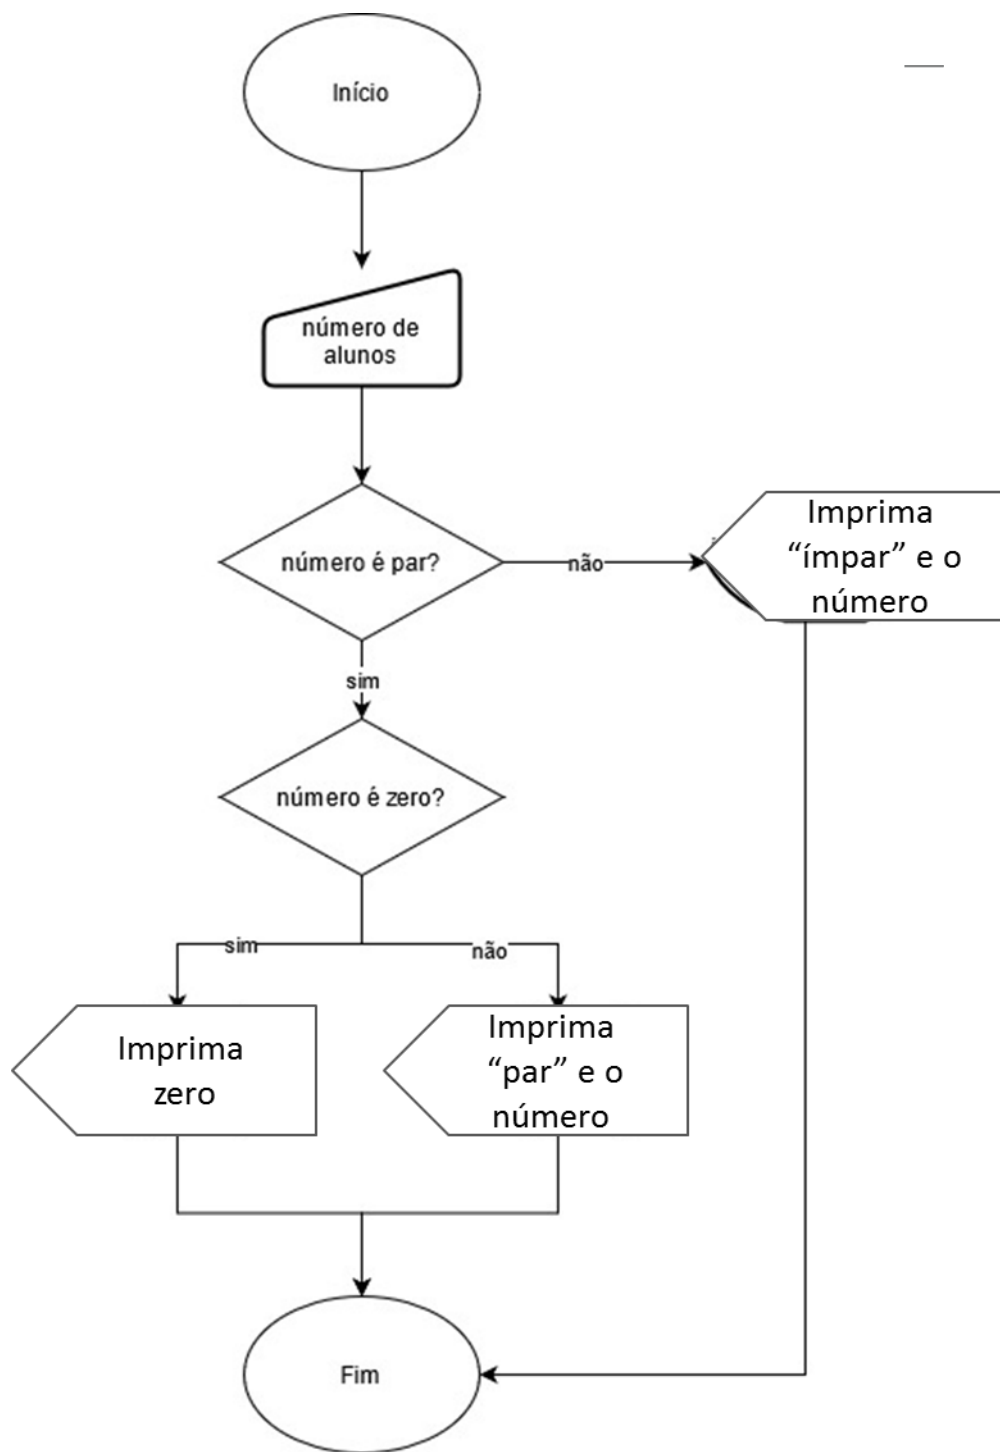 Início
número de
alunos
número é par?
não
Imprima
“ímpar” e o
número
sim
número é zero?
sim
não
Imprima
zero
Imprima
“par” e o
número
Fim